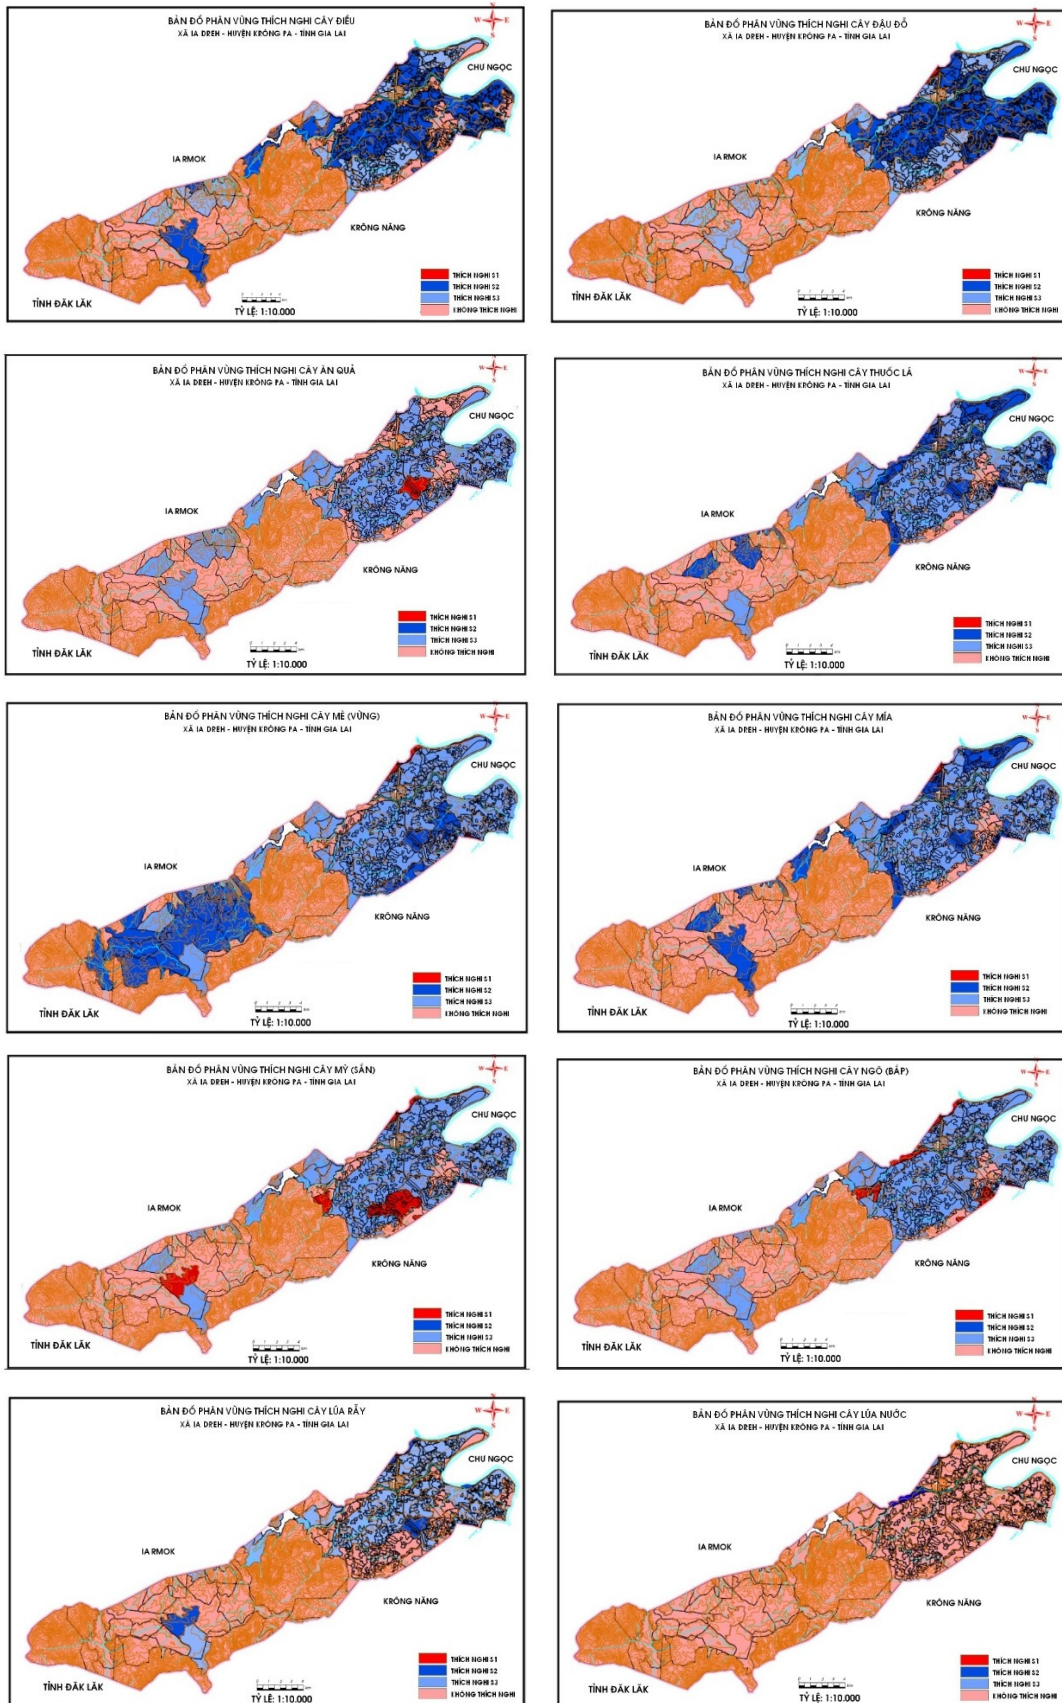 BẢN ĐỒ PHÂN VÙNG THÍCH NGHI CÂY ĐIỀU
XÃ IA DREH - HUYỆN KRÔNG PA - TỈNH GIA LAI
W E
S
CHƯ NGỌC
IA RMOK
KRÔNG NĂNG
TỈNH ĐĂK LĂK
TỶ LỆ: 1:10.000
THÍCH NGHI S1
THÍCH NGHI S2
THÍCH NGHI S3
KHÔNG THÍCH NGHI
BẢN ĐỒ PHÂN VÙNG THÍCH NGHI CÂY ĐẬU ĐỖ
XÃ IA DREH - HUYỆN KRÔNG PA - TỈNH GIA LAI
W E
S
CHƯ NGỌC
IA RMOK
KRÔNG NĂNG
TỈNH ĐĂK LĂK
TỶ LỆ: 1:10.000
THÍCH NGHI S1
THÍCH NGHI S2
THÍCH NGHI S3
KHÔNG THÍCH NGHI
BẢN ĐỒ PHÂN VÙNG THÍCH NGHI CÂY ĂN QUẢ
XÃ IA DREH - HUYỆN KRÔNG PA - TỈNH GIA LAI
W E
S
CHƯ NGỌC
IA RMOK
KRÔNG NĂNG
TỈNH ĐĂK LĂK
TỶ LỆ: 1:10.000
THÍCH NGHI S1
THÍCH NGHI S2
THÍCH NGHI S3
KHÔNG THÍCH NGHI
BẢN ĐỒ PHÂN VÙNG THÍCH NGHI CÂY THUỐC LÁ
XÃ IA DREH - HUYỆN KRÔNG PA - TỈNH GIA LAI
W E
S
CHƯ NGỌC
IA RMOK
KRÔNG NĂNG
TỈNH ĐĂK LĂK
TỶ LỆ: 1:10.000
THÍCH NGHI S1
THÍCH NGHI S2
THÍCH NGHI S3
KHÔNG THÍCH NGHI
BẢN ĐỒ PHÂN VÙNG THÍCH NGHI CÂY MÈ (VỪNG)
XÃ IA DREH - HUYỆN KRÔNG PA - TỈNH GIA LAI
W E
S
CHƯ NGỌC
IA RMOK
KRÔNG NĂNG
TỈNH ĐĂK LĂK
TỶ LỆ: 1:10.000
THÍCH NGHI S1
THÍCH NGHI S2
THÍCH NGHI S3
KHÔNG THÍCH NGHI
BẢN ĐỒ PHÂN VÙNG THÍCH NGHI CÂY MÍA
XÃ IA DREH - HUYỆN KRÔNG PA - TỈNH GIA LAI
W E
S
CHƯ NGỌC
IA RMOK
KRÔNG NĂNG
TỈNH ĐĂK LĂK
TỶ LỆ: 1:10.000
THÍCH NGHI S1
THÍCH NGHI S2
THÍCH NGHI S3
KHÔNG THÍCH NGHI
BẢN ĐỒ PHÂN VÙNG THÍCH NGHI CÂY MỲ (SẮN)
XÃ IA DREH - HUYỆN KRÔNG PA - TỈNH GIA LAI
W E
S
CHƯ NGỌC
IA RMOK
KRÔNG NĂNG
TỈNH ĐĂK LĂK
TỶ LỆ: 1:10.000
THÍCH NGHI S1
THÍCH NGHI S2
THÍCH NGHI S3
KHÔNG THÍCH NGHI
BẢN ĐỒ PHÂN VÙNG THÍCH NGHI CÂY NGÔ (BẮP)
XÃ IA DREH - HUYỆN KRÔNG PA - TỈNH GIA LAI
W E
S
CHƯ NGỌC
IA RMOK
KRÔNG NĂNG
TỈNH ĐĂK LĂK
TỶ LỆ: 1:10.000
THÍCH NGHI S1
THÍCH NGHI S2
THÍCH NGHI S3
KHÔNG THÍCH NGHI
BẢN ĐỒ PHÂN VÙNG THÍCH NGHI CÂY LÚA RẪY
XÃ IA DREH - HUYỆN KRÔNG PA - TỈNH GIA LAI
W E
S
CHƯ NGỌC
IA RMOK
KRÔNG NĂNG
TỈNH ĐĂK LĂK
TỶ LỆ: 1:10.000
THÍCH NGHI S1
THÍCH NGHI S2
THÍCH NGHI S3
KHÔNG THÍCH NGHI
BẢN ĐỒ PHÂN VÙNG THÍCH NGHI CÂY LÚA NƯỚC
XÃ IA DREH - HUYỆN KRÔNG PA - TỈNH GIA LAI
W E
S
CHƯ NGỌC
IA RMOK
KRÔNG NĂNG
TỈNH ĐĂK LĂK
TỶ LỆ: 1:10.000
THÍCH NGHI S1
THÍCH NGHI S2
THÍCH NGHI S3
KHÔNG THÍCH NGHI